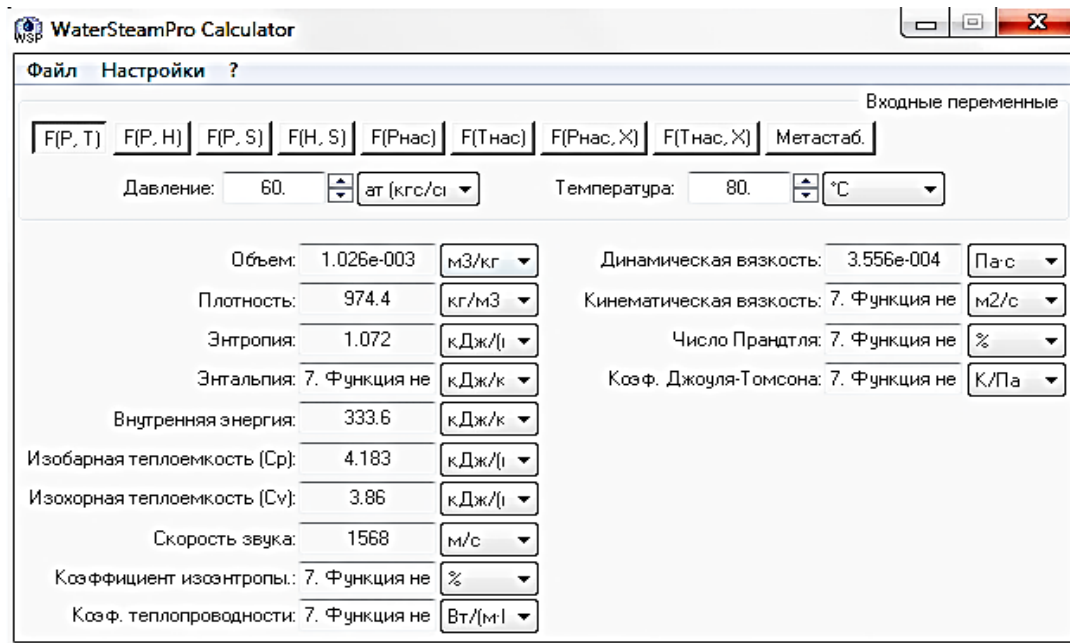 WSP WaterSteamPro Calculator
Файл Настройки ?
Входные переменные
F(P, T) F(P, H) F(P, S) F(H, S) F(Pнас) F(Tнас) F(Pнас, X) F(Tнас, X) Метастаб.
Давление: 60. ат (кгс/сı Температура: 80. °C
Объем: 1.026e-003 м3/кг Динамическая вязкость: 3.556e-004 Па·с
Плотность: 974.4 кг/м3 Кинематическая вязкость: 7. Функция не м2/с
Энтропия: 1.072 кДж/(ı Число Прандтля: 7. Функция не %
Энтальпия: 7. Функция не кДж/к Коэф. Джоуля-Томсона: 7. Функция не К/Па
Внутренняя энергия: 333.6 кДж/к
Изобарная теплоемкость (Cp): 4.183 кДж/(ı
Изохорная теплоемкость (Cv): 3.86 кДж/(ı
Скорость звука: 1568 м/с
Коэффициент изоэнтропы.: 7. Функция не %
Коэф. теплопроводности: 7. Функция не Вт/(м·l